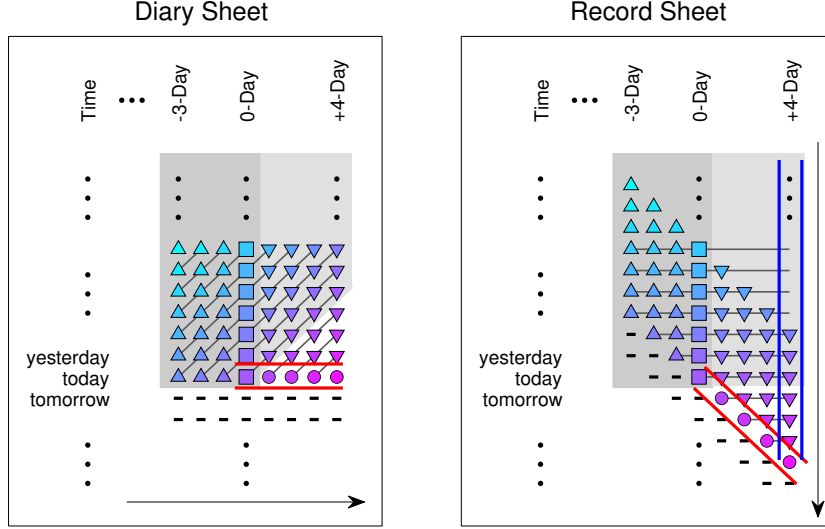 Diary Sheet
Time
-3-Day
0-Day
+4-Day
yesterday
today
tomorrow
Record Sheet
Time
-3-Day
0-Day
+4-Day
yesterday
today
tomorrow